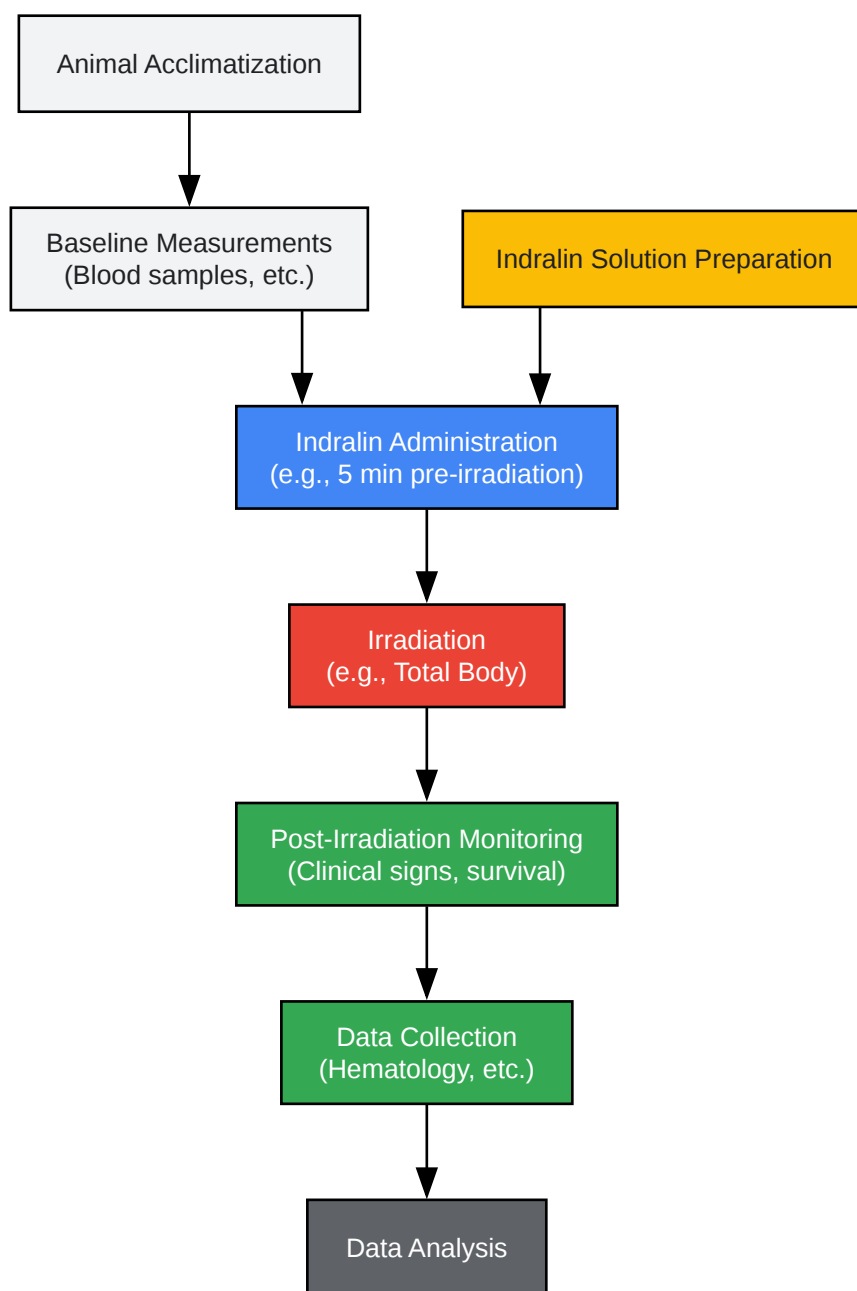 Animal Acclimatization
Baseline Measurements
(Blood samples, etc.)
Indralin Solution Preparation
Indralin Administration
(e.g., 5 min pre-irradiation)
Irradiation
(e.g., Total Body)
Post-Irradiation Monitoring
(Clinical signs, survival)
Data Collection
(Hematology, etc.)
Data Analysis